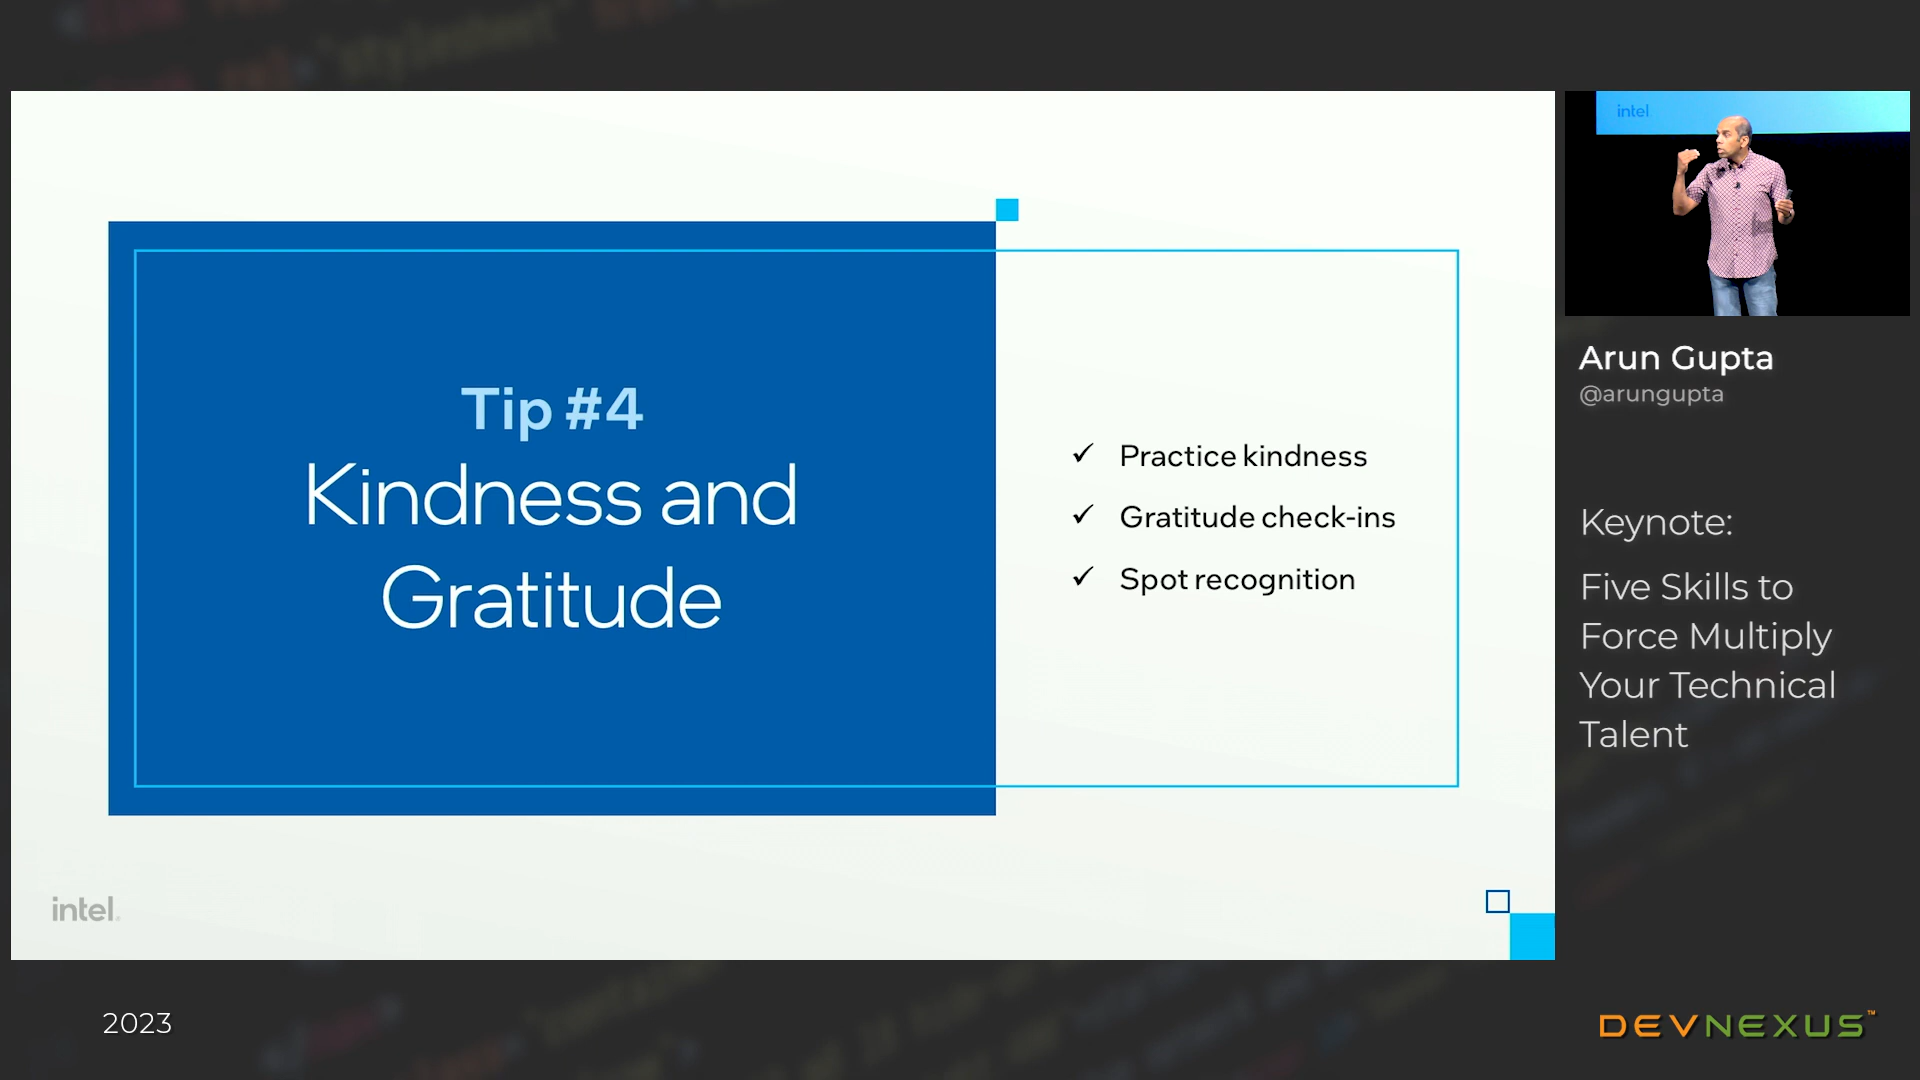 Tip #4
Kindness and
Gratitude
✓ Practice kindness
✓ Gratitude check-ins
✓ Spot recognition
intel.
intel
Arun Gupta
@arungupta
Keynote:
Five Skills to
Force Multiply
Your Technical
Talent
2023
DEVNEXUS™